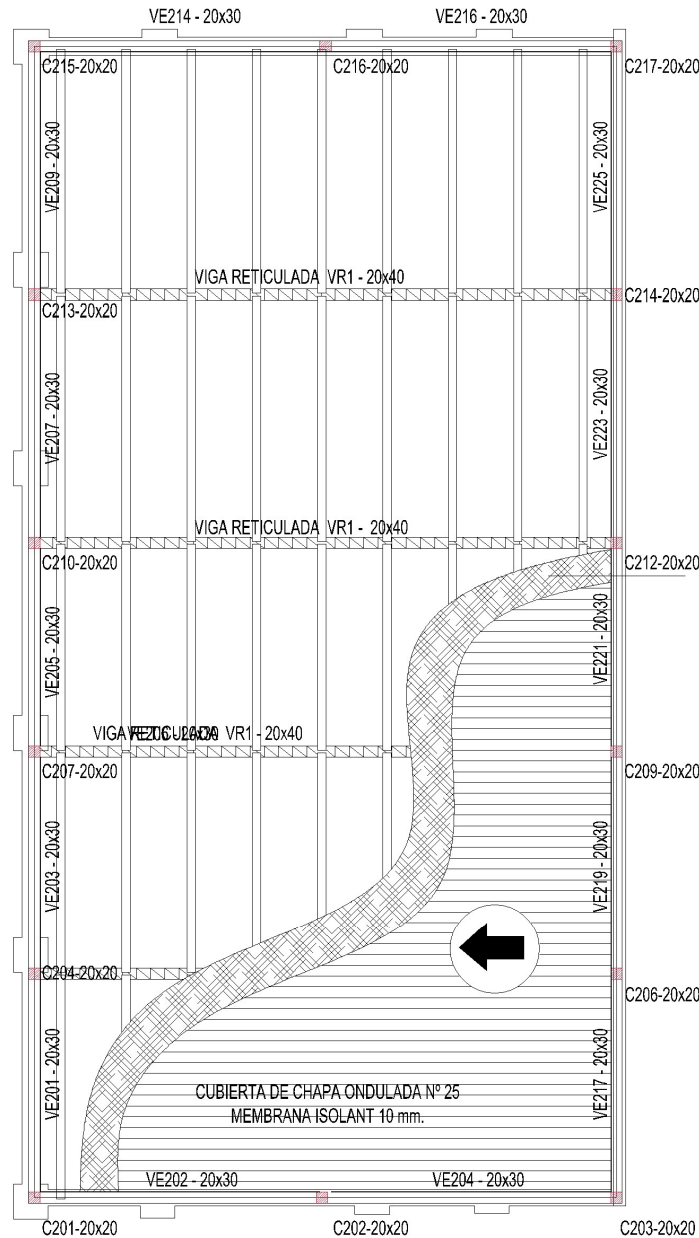 VE214 - 20x30
VE216 - 20x30
C215-20x20
C216-20x20
C217-20x20
VE209 - 20x30
VE225 - 20x30
VIGA RETICULADA VR1 - 20x40
C213-20x20
C214-20x20
VE207 - 20x30
VE223 - 20x30
VIGA RETICULADA VR1 - 20x40
C210-20x20
C212-20x20
VE205 - 20x30
VE221 - 20x30
VIGA RETICULADA VR1 - 20x40
VE206 - 20x30
C207-20x20
C209-20x20
VE203 - 20x30
VE219 - 20x30
C204-20x20
C206-20x20
VE201 - 20x30
VE217 - 20x30
CUBIERTA DE CHAPA ONDULADA Nº 25
MEMBRANA ISOLANT 10 mm.
VE202 - 20x30
VE204 - 20x30
C201-20x20
C202-20x20
C203-20x20